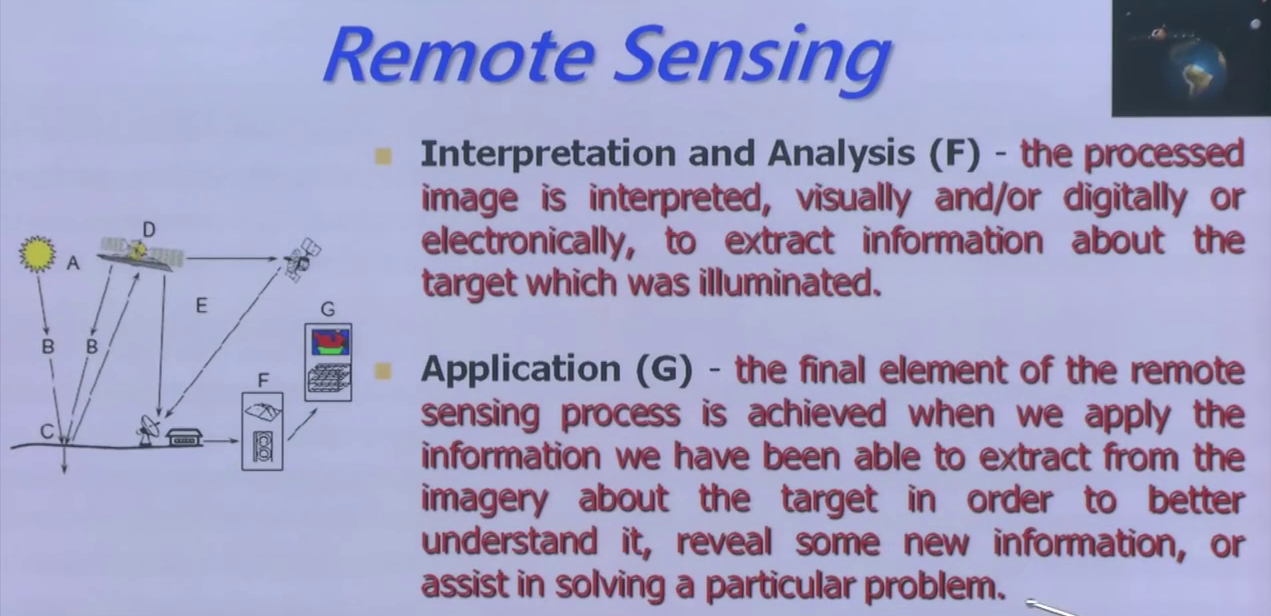 Remote Sensing
Interpretation and Analysis (F) - the processed
image is interpreted, visually and/or digitally or
electronically, to extract information about the
target which was illuminated.
Application (G) - the final element of the remote
sensing process is achieved when we apply the
information we have been able to extract from the
imagery about the target in order to better
understand it, reveal some new information, or
assist in solving a particular problem.
D
A
E
G
B B
F
C